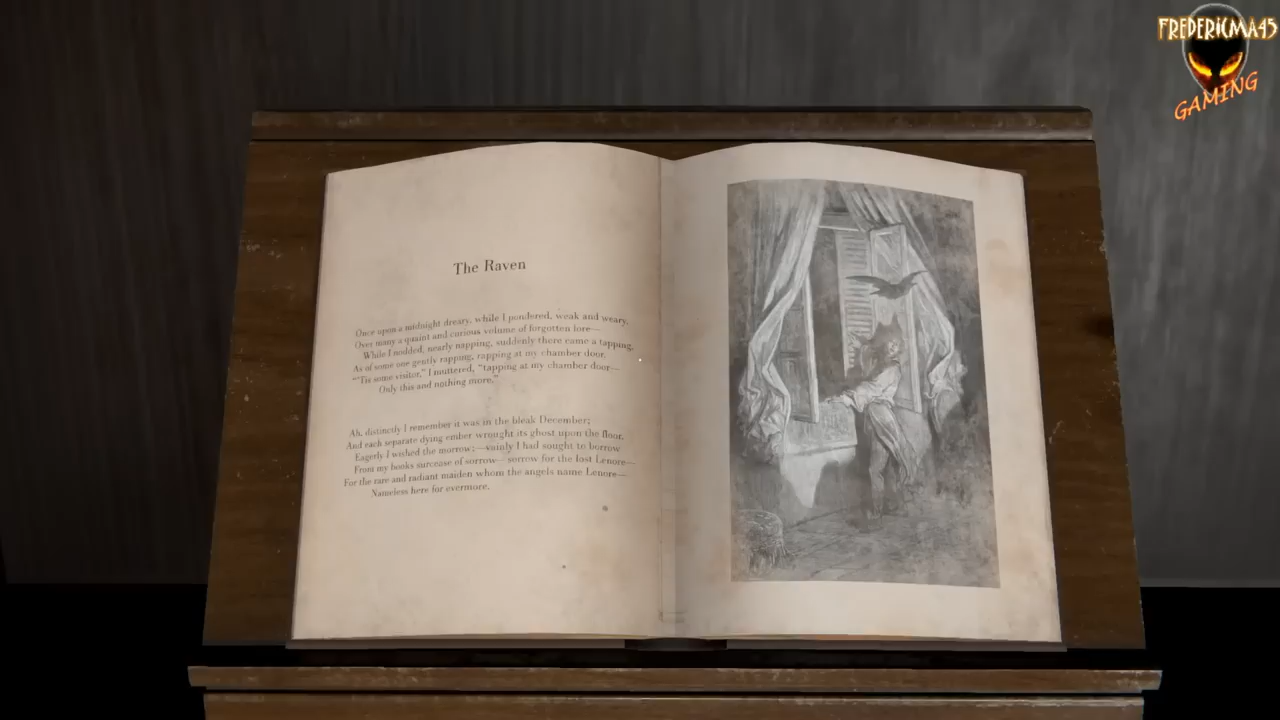 FREDERICMA45
GAMING
The Raven
Once upon a midnight dreary, while I pondered, weak and weary,
Over many a quaint and curious volume of forgotten lore—
While I nodded, nearly napping, suddenly there came a tapping,
As of some one gently rapping, rapping at my chamber door.
"'Tis some visitor," I muttered, "tapping at my chamber door—
Only this and nothing more."
Ah, distinctly I remember it was in the bleak December;
And each separate dying ember wrought its ghost upon the floor.
Eagerly I wished the morrow;—vainly I had sought to borrow
From my books surcease of sorrow—sorrow for the lost Lenore—
For the rare and radiant maiden whom the angels name Lenore—
Nameless here for evermore.